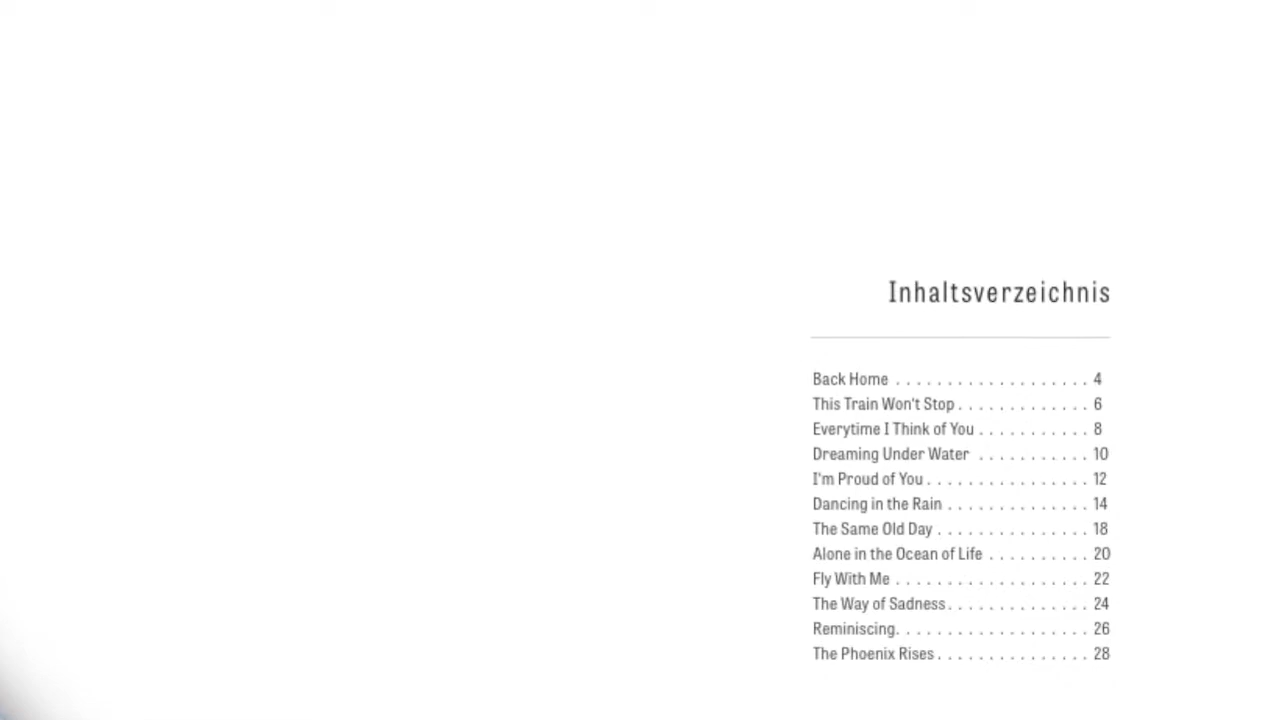 Inhaltsverzeichnis
Back Home . . . . . . . . . . . . . . . . . . . 4
This Train Won't Stop . . . . . . . . . . . . . 6
Everytime I Think of You . . . . . . . . . . . 8
Dreaming Under Water . . . . . . . . . . . 10
I'm Proud of You . . . . . . . . . . . . . . . . 12
Dancing in the Rain . . . . . . . . . . . . . . 14
The Same Old Day . . . . . . . . . . . . . . . 18
Alone in the Ocean of Life . . . . . . . . . . 20
Fly With Me . . . . . . . . . . . . . . . . . . . 22
The Way of Sadness . . . . . . . . . . . . . . 24
Reminiscing. . . . . . . . . . . . . . . . . . . 26
The Phoenix Rises . . . . . . . . . . . . . . . 28